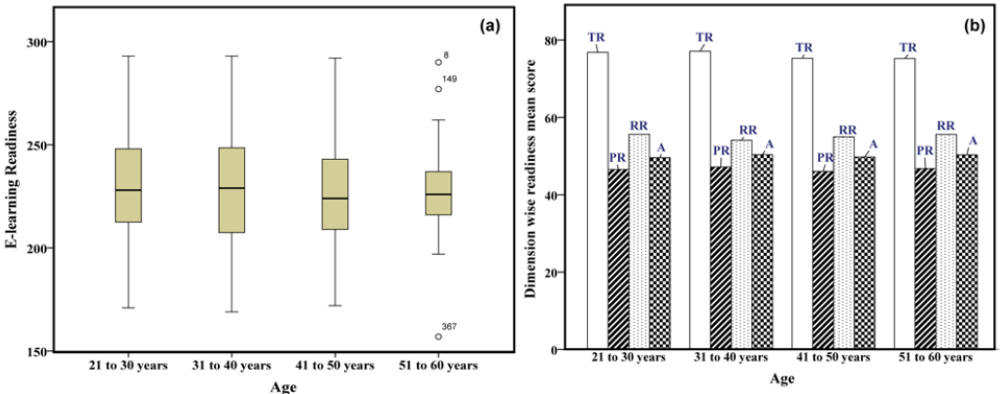 (a)
E-learning Readiness
300
250
200
150
8
149
367
21 to 30 years
31 to 40 years
41 to 50 years
51 to 60 years
Age
(b)
Dimension wise readiness mean score
80
60
40
20
0
TR
PR
RR
A
TR
PR
RR
A
TR
PR
RR
A
TR
PR
RR
A
21 to 30 years
31 to 40 years
41 to 50 years
51 to 60 years
Age